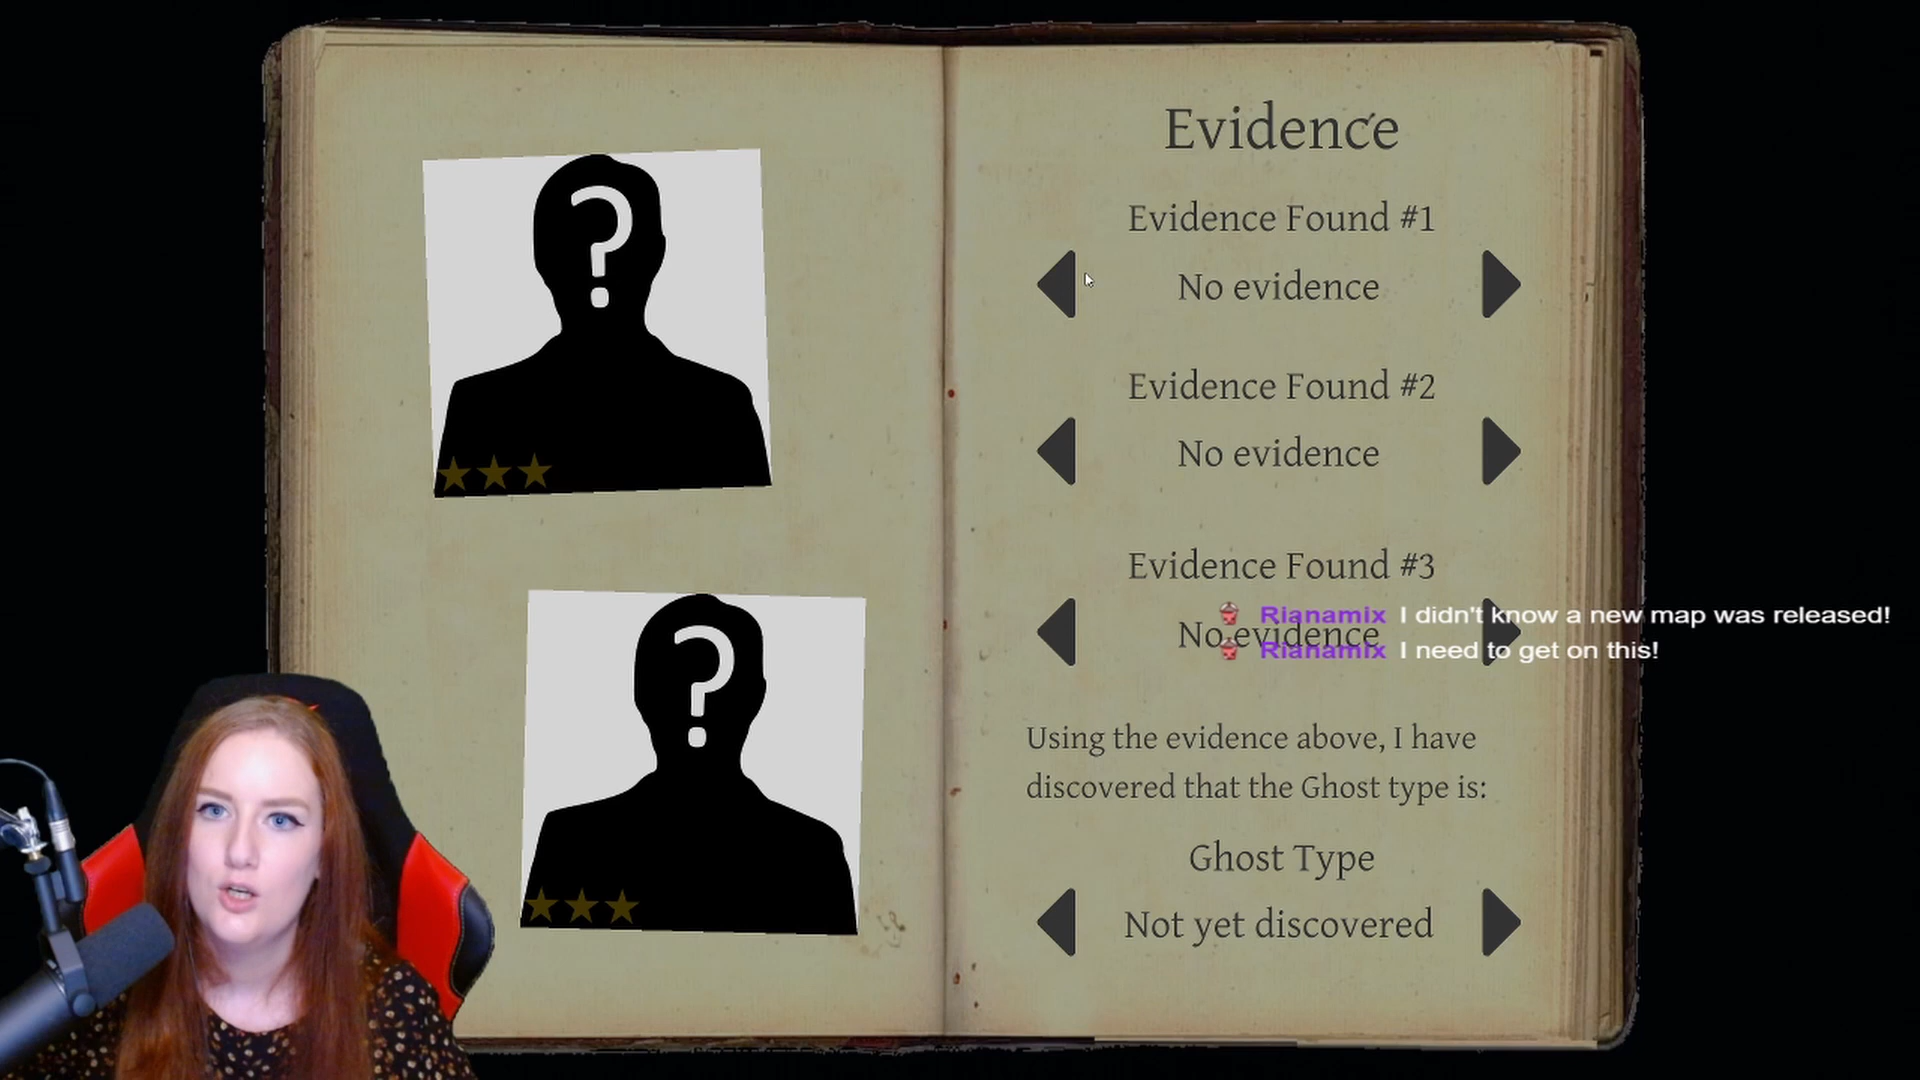 ?
?
Evidence
Evidence Found #1
No evidence
Evidence Found #2
No evidence
Evidence Found #3
No evidence
Rianamix I didn't know a new map was released!
Rianamix I need to get on this!
Using the evidence above, I have
discovered that the Ghost type is:
Ghost Type
Not yet discovered